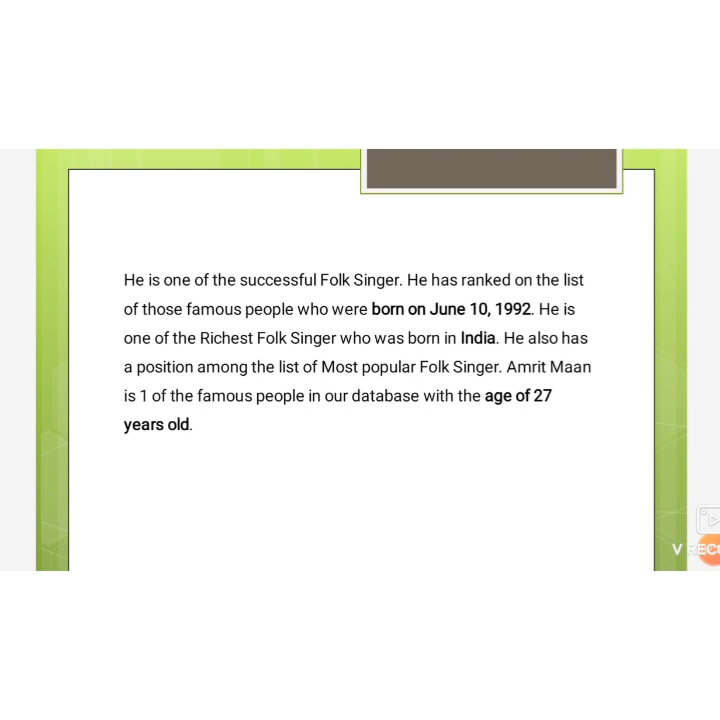 He is one of the successful Folk Singer. He has ranked on the list
of those famous people who were born on June 10, 1992. He is
one of the Richest Folk Singer who was born in India. He also has
a position among the list of Most popular Folk Singer. Amrit Maan
is 1 of the famous people in our database with the age of 27
years old.
V RECO